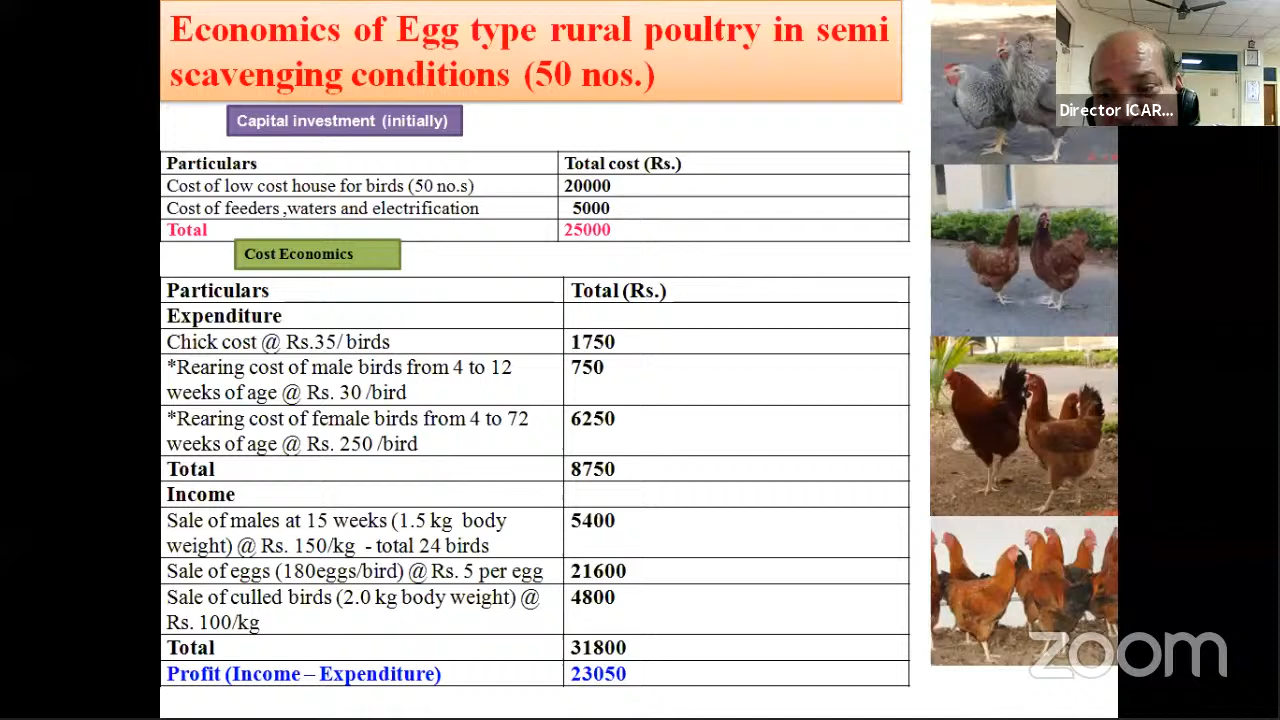 Economics of Egg type rural poultry in semi
scavenging conditions (50 nos.)
Director ICAR...
Capital investment (initially)
Particulars Total cost (Rs.)
Cost of low cost house for birds (50 no.s) 20000
Cost of feeders ,waters and electrification 5000
Total 25000
Cost Economics
Particulars Total (Rs.)
Expenditure
Chick cost @ Rs.35/ birds 1750
*Rearing cost of male birds from 4 to 12 750
weeks of age @ Rs. 30 /bird
*Rearing cost of female birds from 4 to 72 6250
weeks of age @ Rs. 250 /bird
Total 8750
Income
Sale of males at 15 weeks (1.5 kg body 5400
weight) @ Rs. 150/kg - total 24 birds
Sale of eggs (180eggs/bird) @ Rs. 5 per egg 21600
Sale of culled birds (2.0 kg body weight) @ 4800
Rs. 100/kg
Total 31800
Profit (Income – Expenditure) 23050
zoom